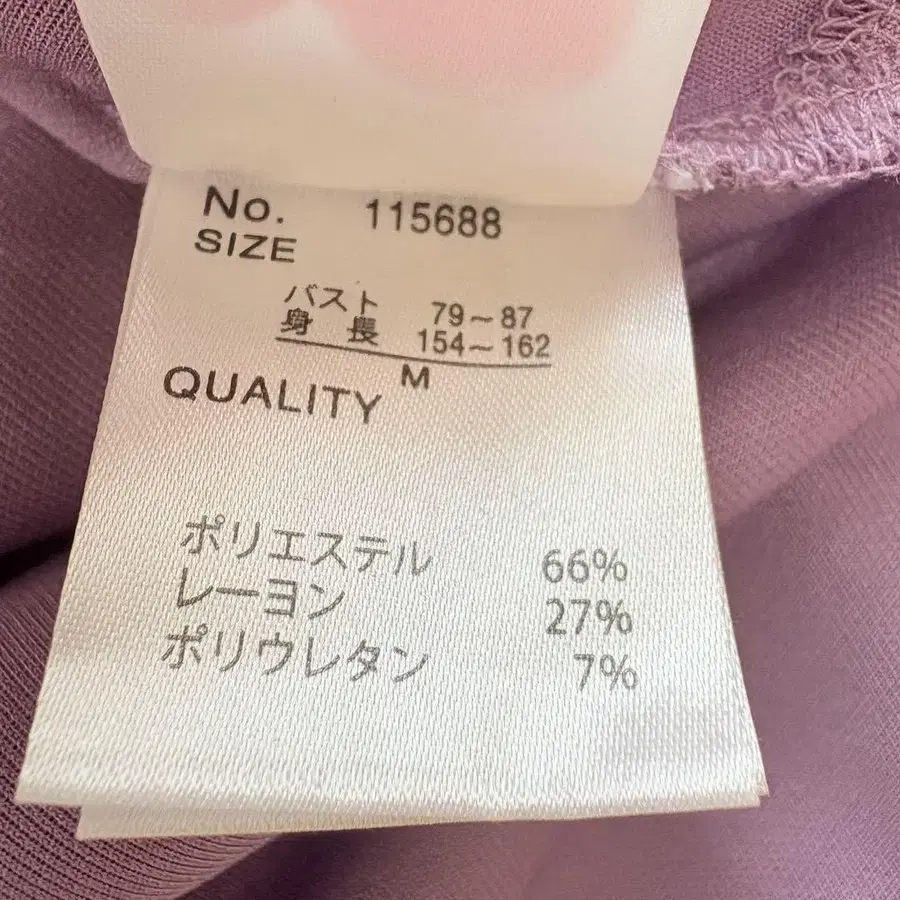 No. 115688
SIZE
バスト 79~87
身長 154~162
M
QUALITY
ポリエステル 66%
レーヨン 27%
ポリウレタン 7%